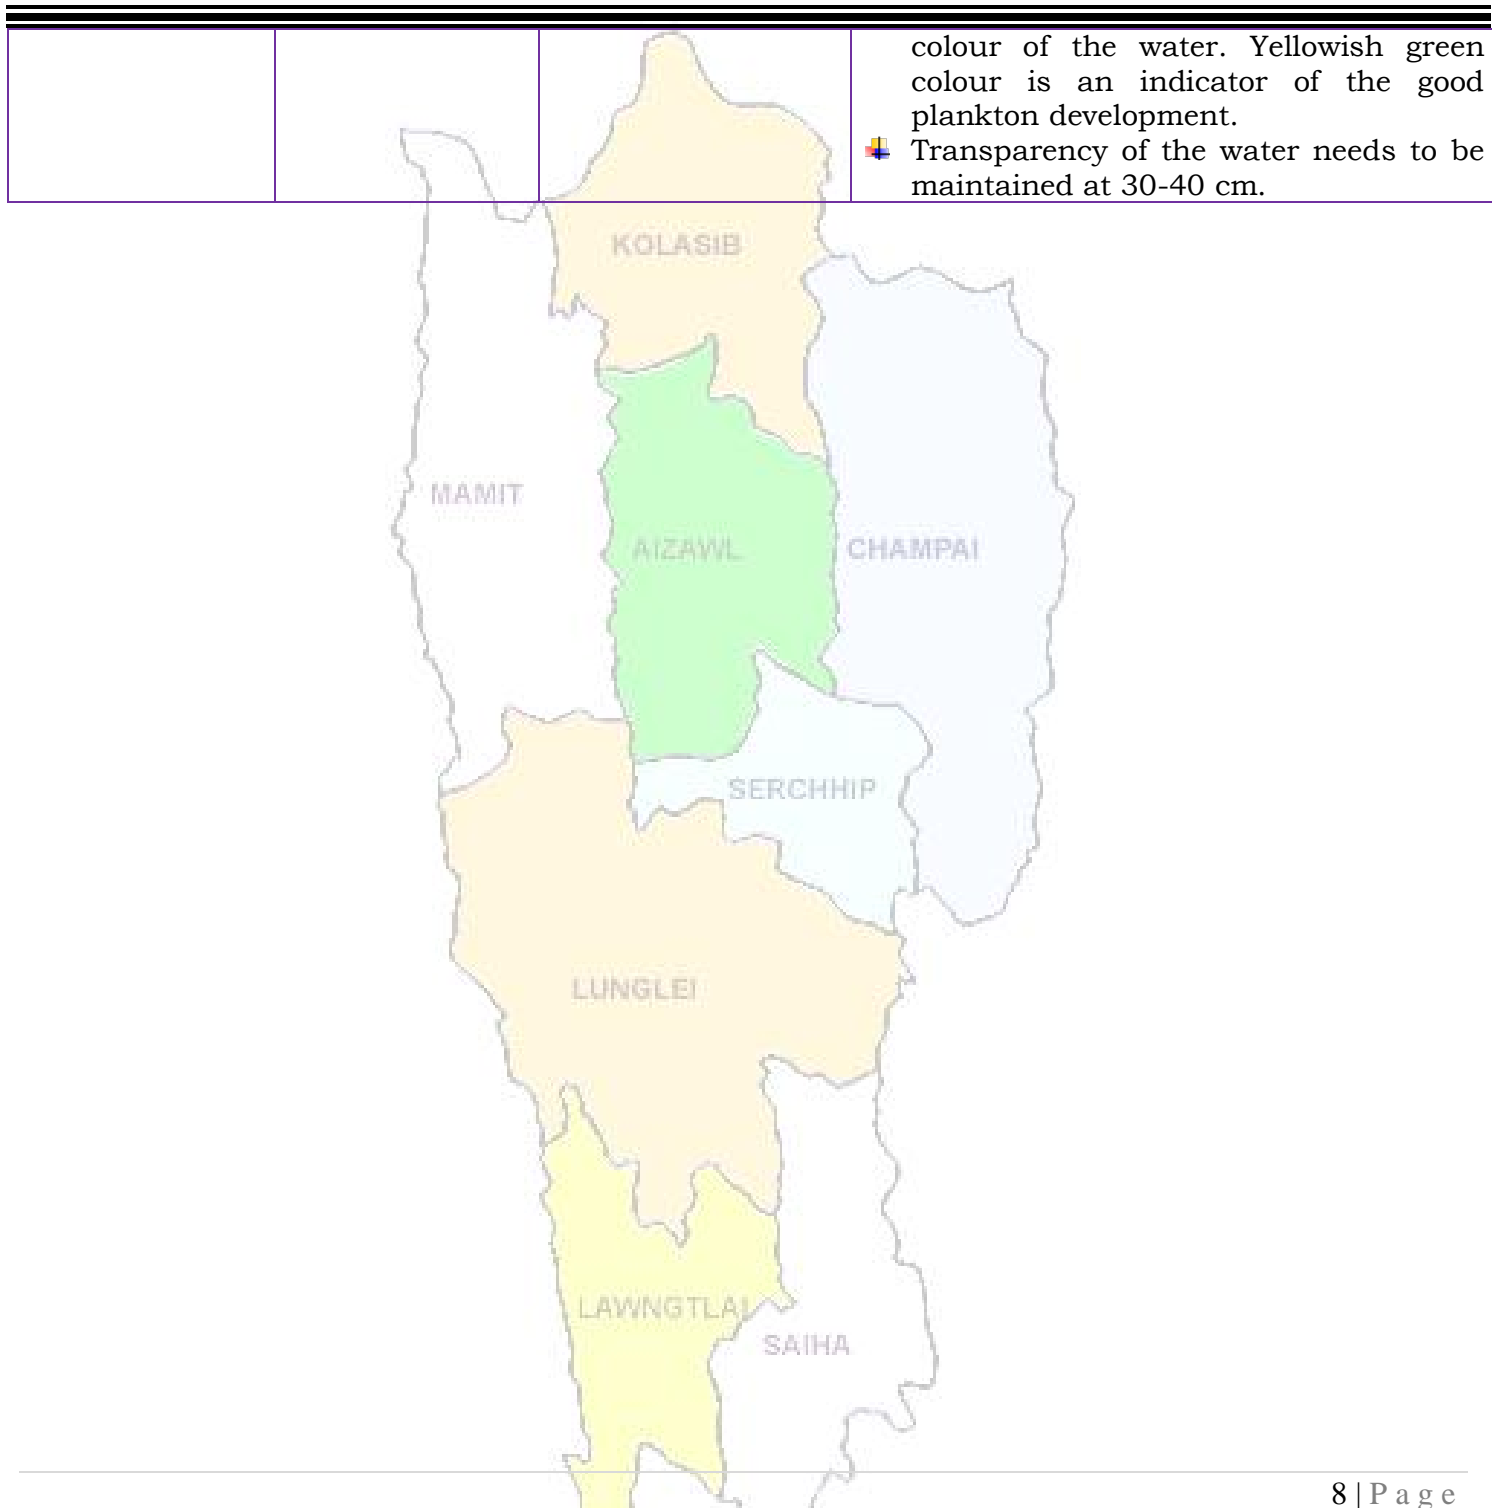 colour of the water. Yellowish green
colour is an indicator of the good
plankton development.
Transparency of the water needs to be
maintained at 30-40 cm.
KOLASIB
MAMIT
AIZAWL
CHAMPAI
SERCHHIP
LUNGLEI
LAWNGTLAI
SAIHA
8 | P a g e